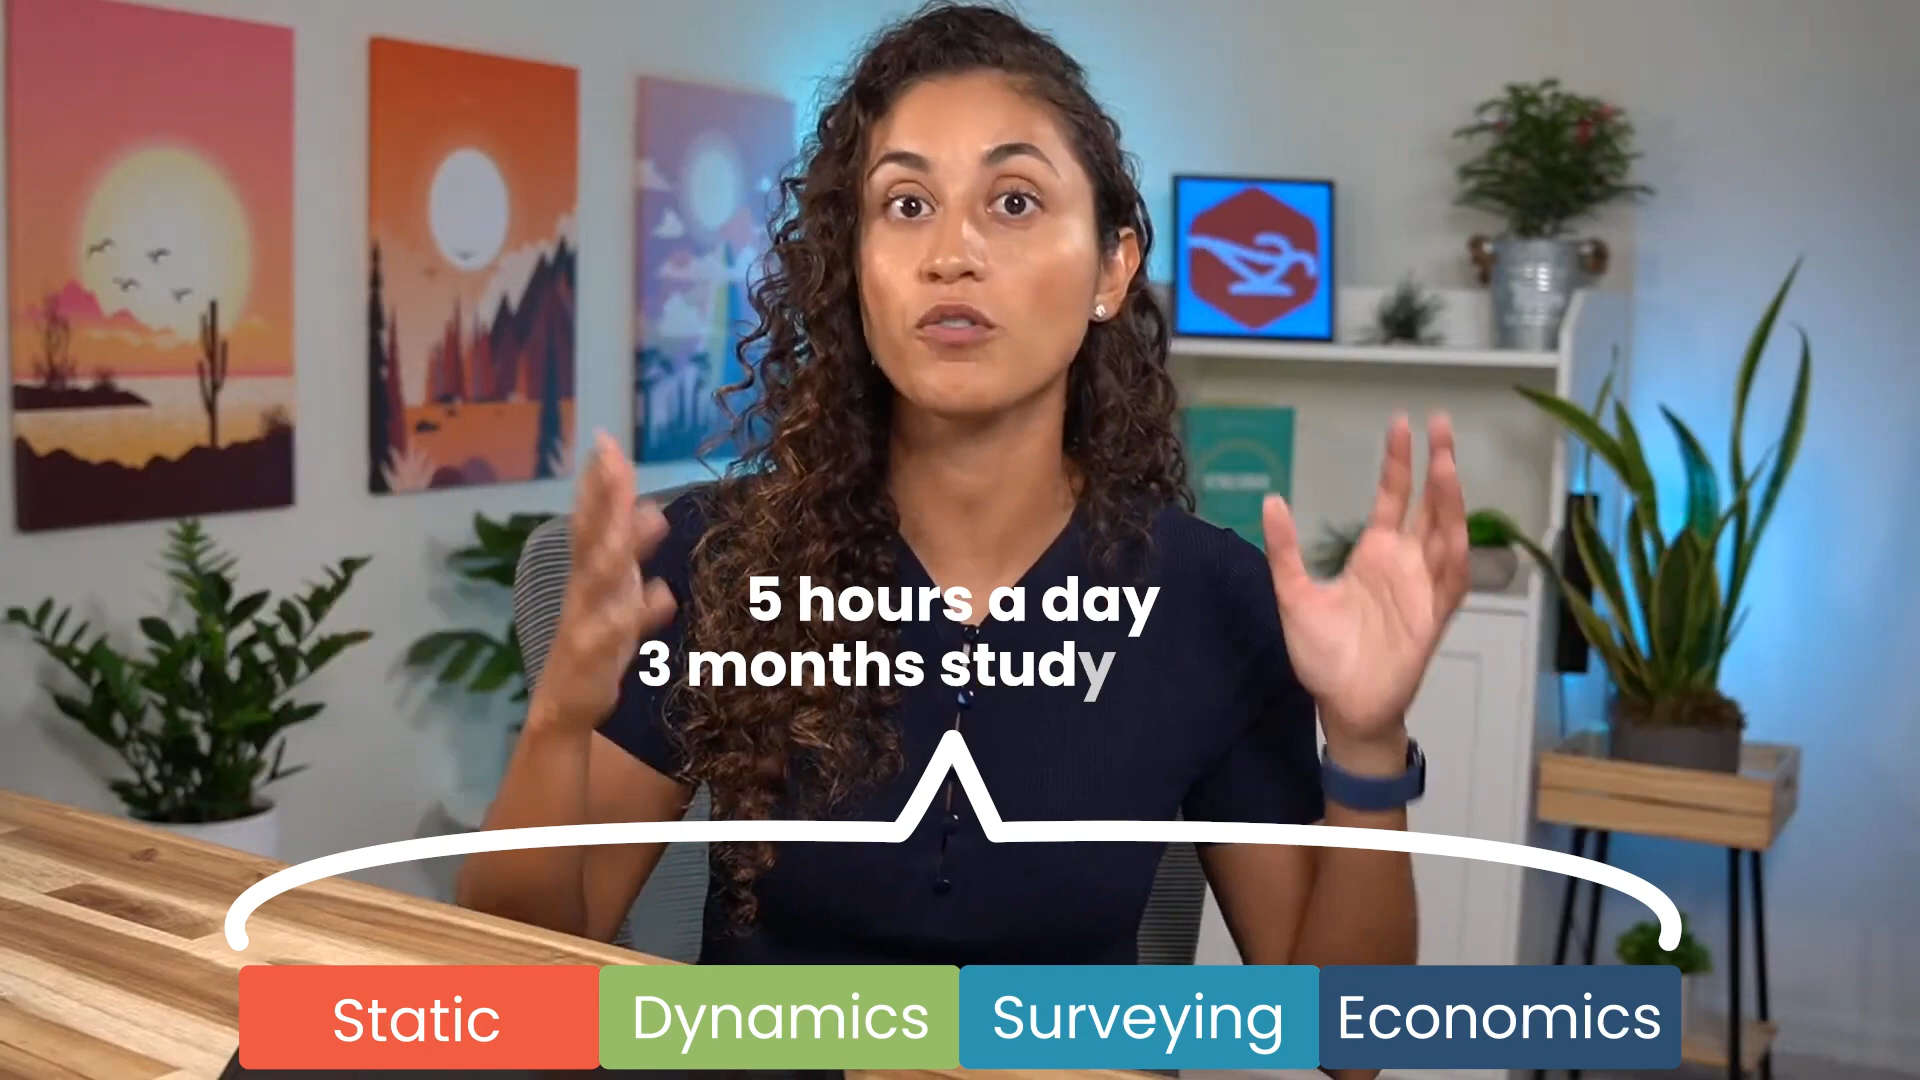 5 hours a day
3 months study
Static
Dynamics
Surveying
Economics